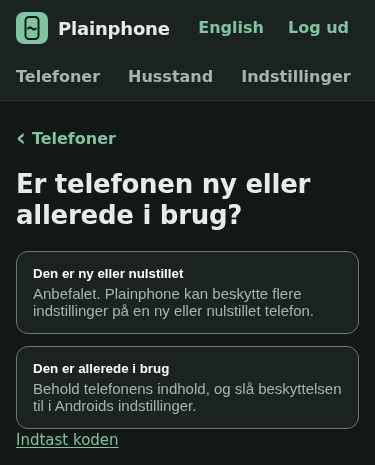 Plainphone English Log ud
Telefoner Husstand Indstillinger
‹ Telefoner
Er telefonen ny eller
allerede i brug?
Den er ny eller nulstillet
Anbefalet. Plainphone kan beskytte flere
indstillinger på en ny eller nulstillet telefon.
Den er allerede i brug
Behold telefonens indhold, og slå beskyttelsen
til i Androids indstillinger.
Indtast koden